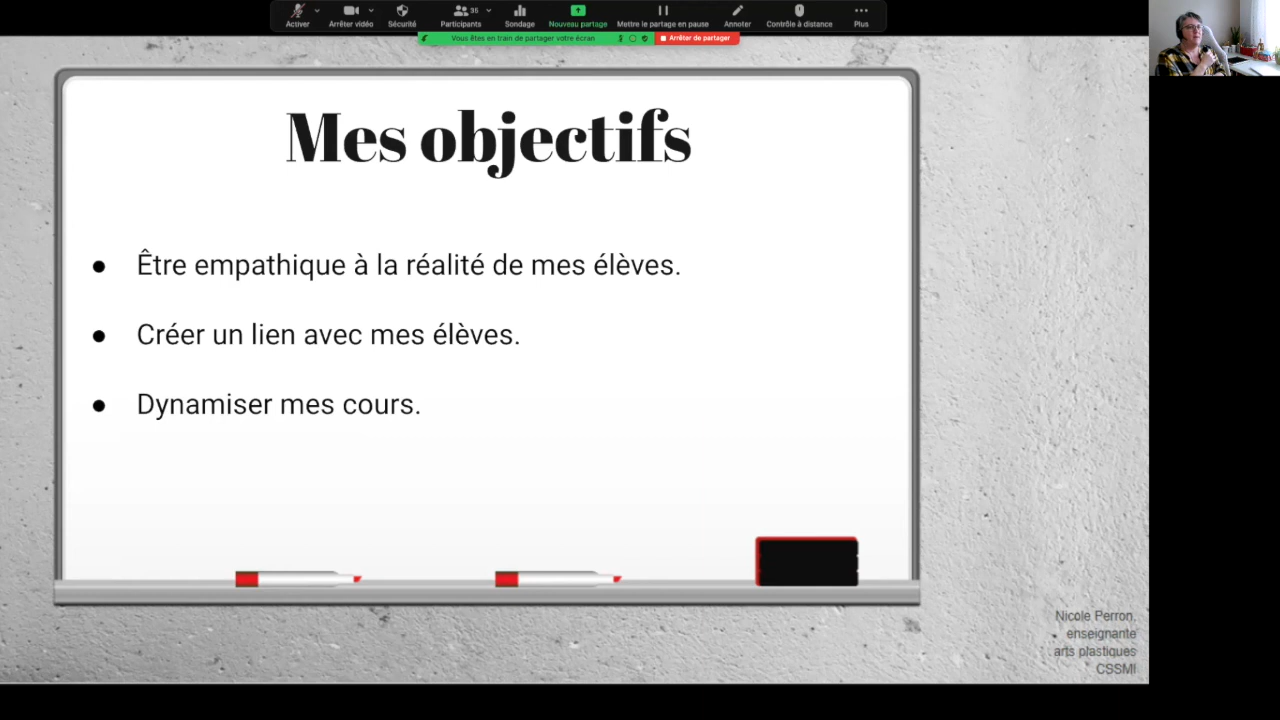 Activer
Arrêter vidéo
Sécurité
Participants
35
Sondage
Nouveau partage
Mettre le partage en pause
Annoter
Contrôle à distance
Plus
Vous êtes en train de partager votre écran
Arrêter de partager
Mes objectifs
● Être empathique à la réalité de mes élèves.
● Créer un lien avec mes élèves.
● Dynamiser mes cours.
Nicole Perron,
enseignante
arts plastiques
CSSMI